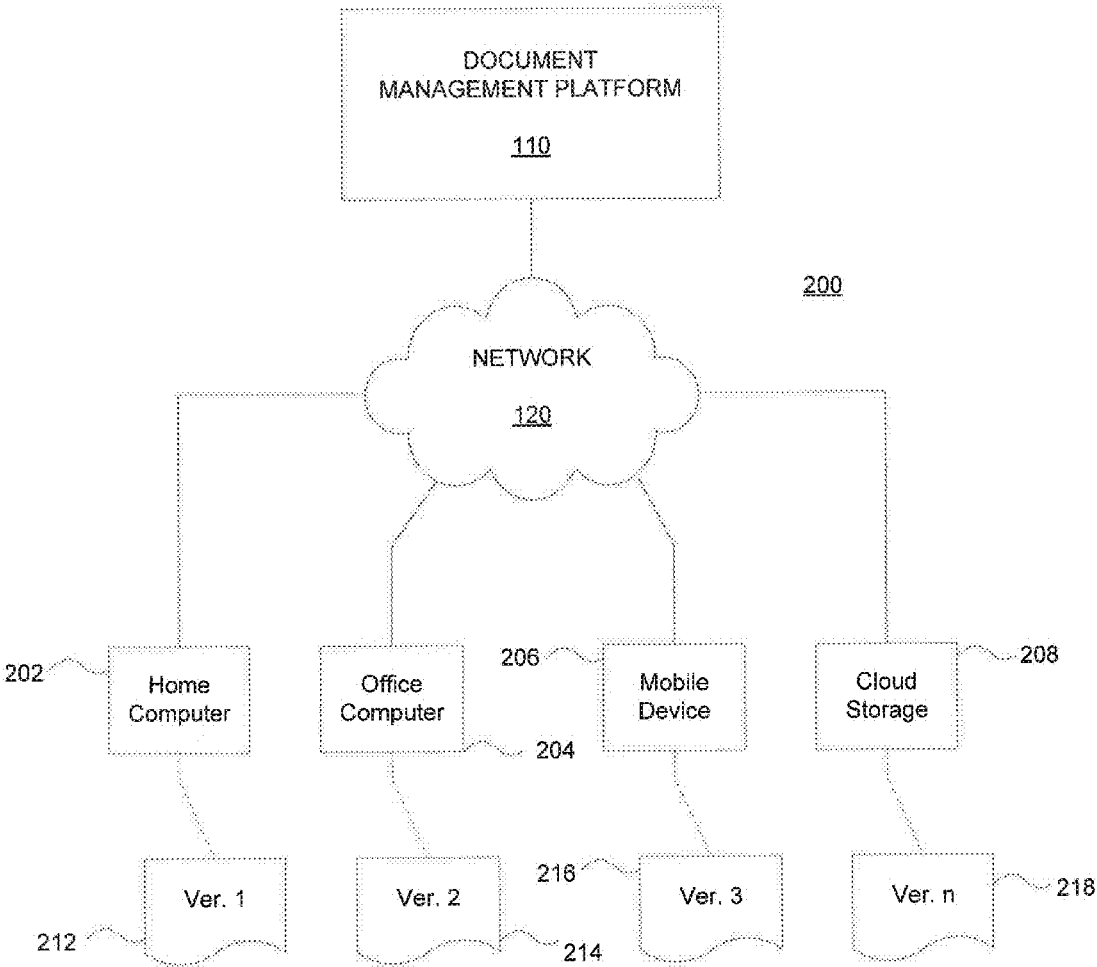 DOCUMENT
MANAGEMENT PLATFORM
110
200
NETWORK
120
202
Home
Computer
Office
Computer
204
206
Mobile
Device
Cloud
Storage
208
212
Ver. 1
Ver. 2
214
216
Ver. 3
Ver. n
218